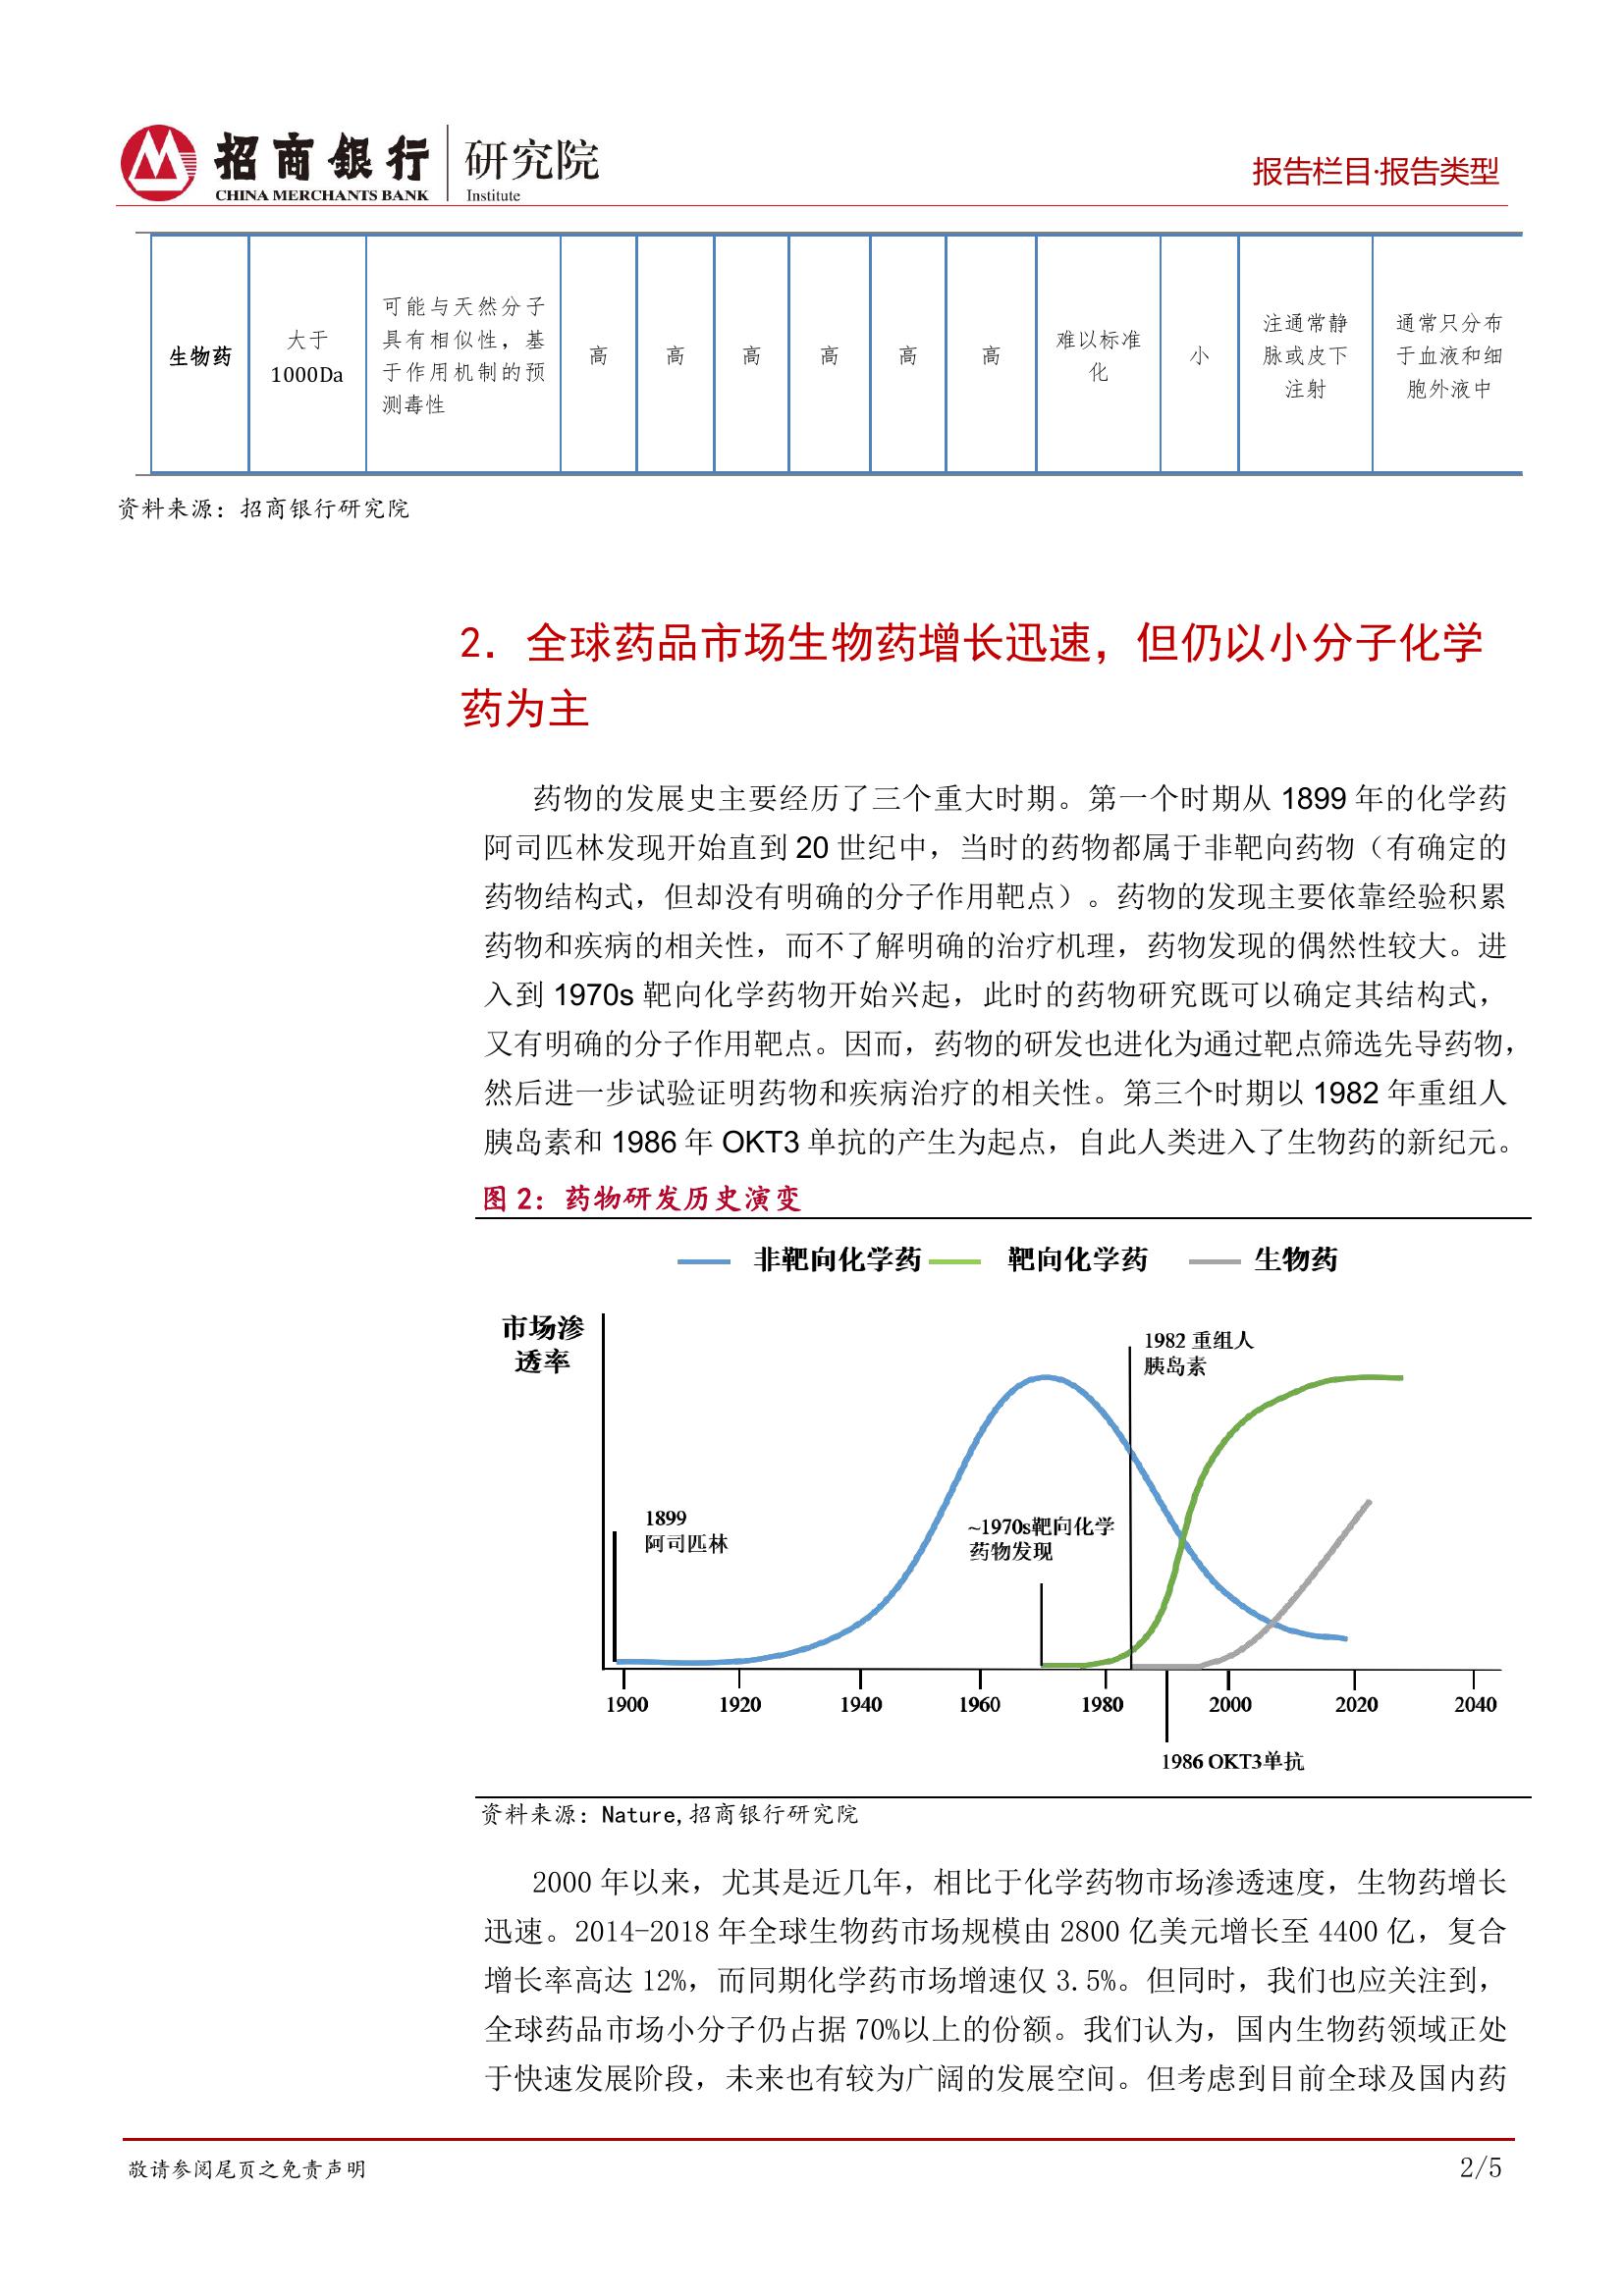 招商银行 研究院
CHINA MERCHANTS BANK Institute
报告栏目·报告类型
生物药
大于
1000Da
可能与天然分子
具有相似性，基
于作用机制的预
测毒性
高
高
高
高
高
高
难以标准
化
小
注通常静
脉或皮下
注射
通常只分布
于血液和细
胞外液中
资料来源：招商银行研究院
2．全球药品市场生物药增长迅速，但仍以小分子化学
药为主
药物的发展史主要经历了三个重大时期。第一个时期从 1899 年的化学药
阿司匹林发现开始直到 20 世纪中，当时的药物都属于非靶向药物（有确定的
药物结构式，但却没有明确的分子作用靶点）。药物的发现主要依靠经验积累
药物和疾病的相关性，而不了解明确的治疗机理，药物发现的偶然性较大。进
入到 1970s 靶向化学药物开始兴起，此时的药物研究既可以确定其结构式，
又有明确的分子作用靶点。因而，药物的研发也进化为通过靶点筛选先导药物，
然后进一步试验证明药物和疾病治疗的相关性。第三个时期以 1982 年重组人
胰岛素和 1986 年 OKT3 单抗的产生为起点，自此人类进入了生物药的新纪元。
图 2：药物研发历史演变
非靶向化学药 靶向化学药 生物药
市场渗
透率
1982 重组人
胰岛素
1899
阿司匹林
~1970s靶向化学
药物发现
1900 1920 1940 1960 1980 2000 2020 2040
1986 OKT3单抗
资料来源：Nature,招商银行研究院
2000 年以来，尤其是近几年，相比于化学药物市场渗透速度，生物药增长
迅速。2014-2018 年全球生物药市场规模由 2800 亿美元增长至 4400 亿，复合
增长率高达 12%，而同期化学药市场增速仅 3.5%。但同时，我们也应关注到，
全球药品市场小分子仍占据 70%以上的份额。我们认为，国内生物药领域正处
于快速发展阶段，未来也有较为广阔的发展空间。但考虑到目前全球及国内药
敬请参阅尾页之免责声明
2/5